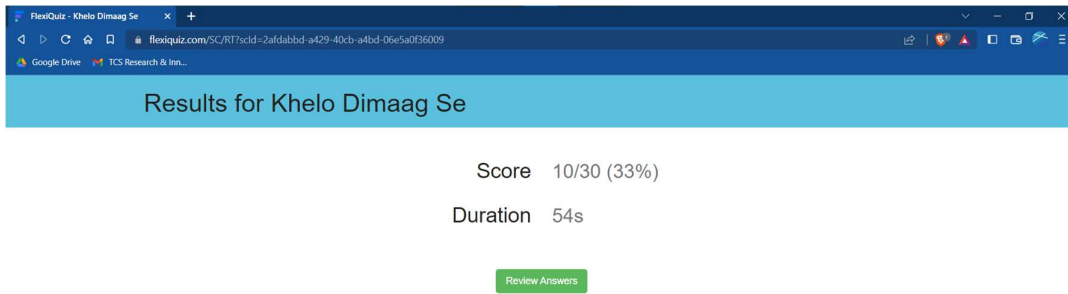 FlexiQuiz - Khelo Dimaag Se
flexiquiz.com/SC/RT?scId=2afdabbd-a429-40cb-a4bd-06e5a0f36009
Google Drive TCS Research & Inn...
Results for Khelo Dimaag Se
Score 10/30 (33%)
Duration 54s
Review Answers